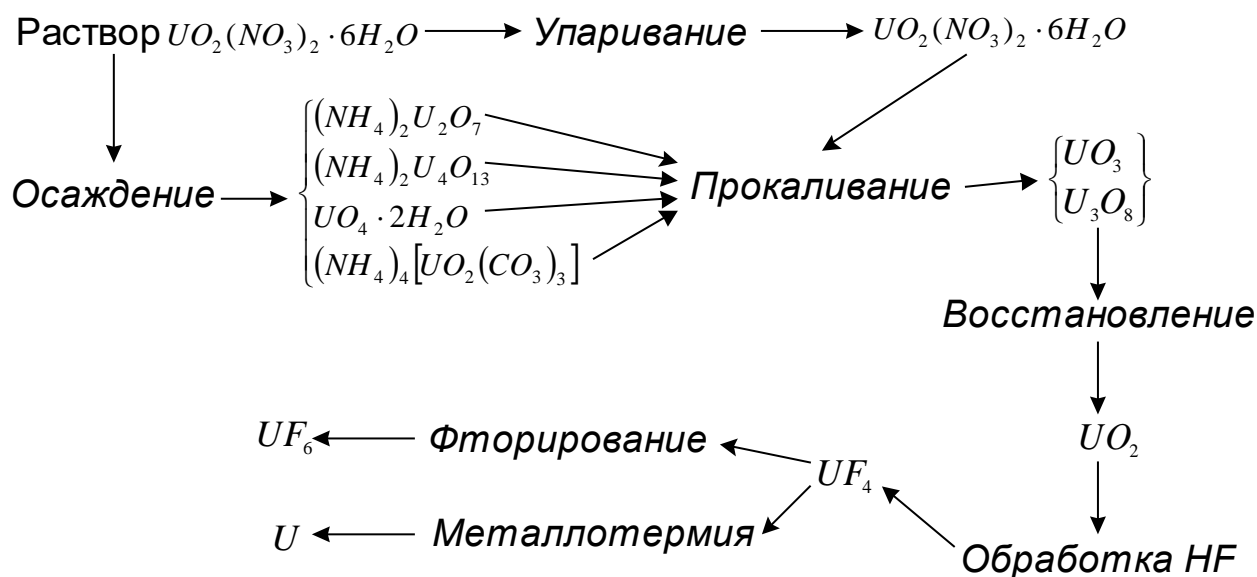 Раствор UO₂(NO₃)₂ · 6H₂O → Упаривание → UO₂(NO₃)₂ · 6H₂O
(NH₄)₂U₂O₇
(NH₄)₂U₄O₁₃
UO₄ · 2H₂O
(NH₄)₄[UO₂(CO₃)₃]
Осаждение
Прокаливание
UO₃
U₃O₈
Восстановление
UO₂
Обработка HF
UF₄
Фторирование
UF₆
Металлотермия
U